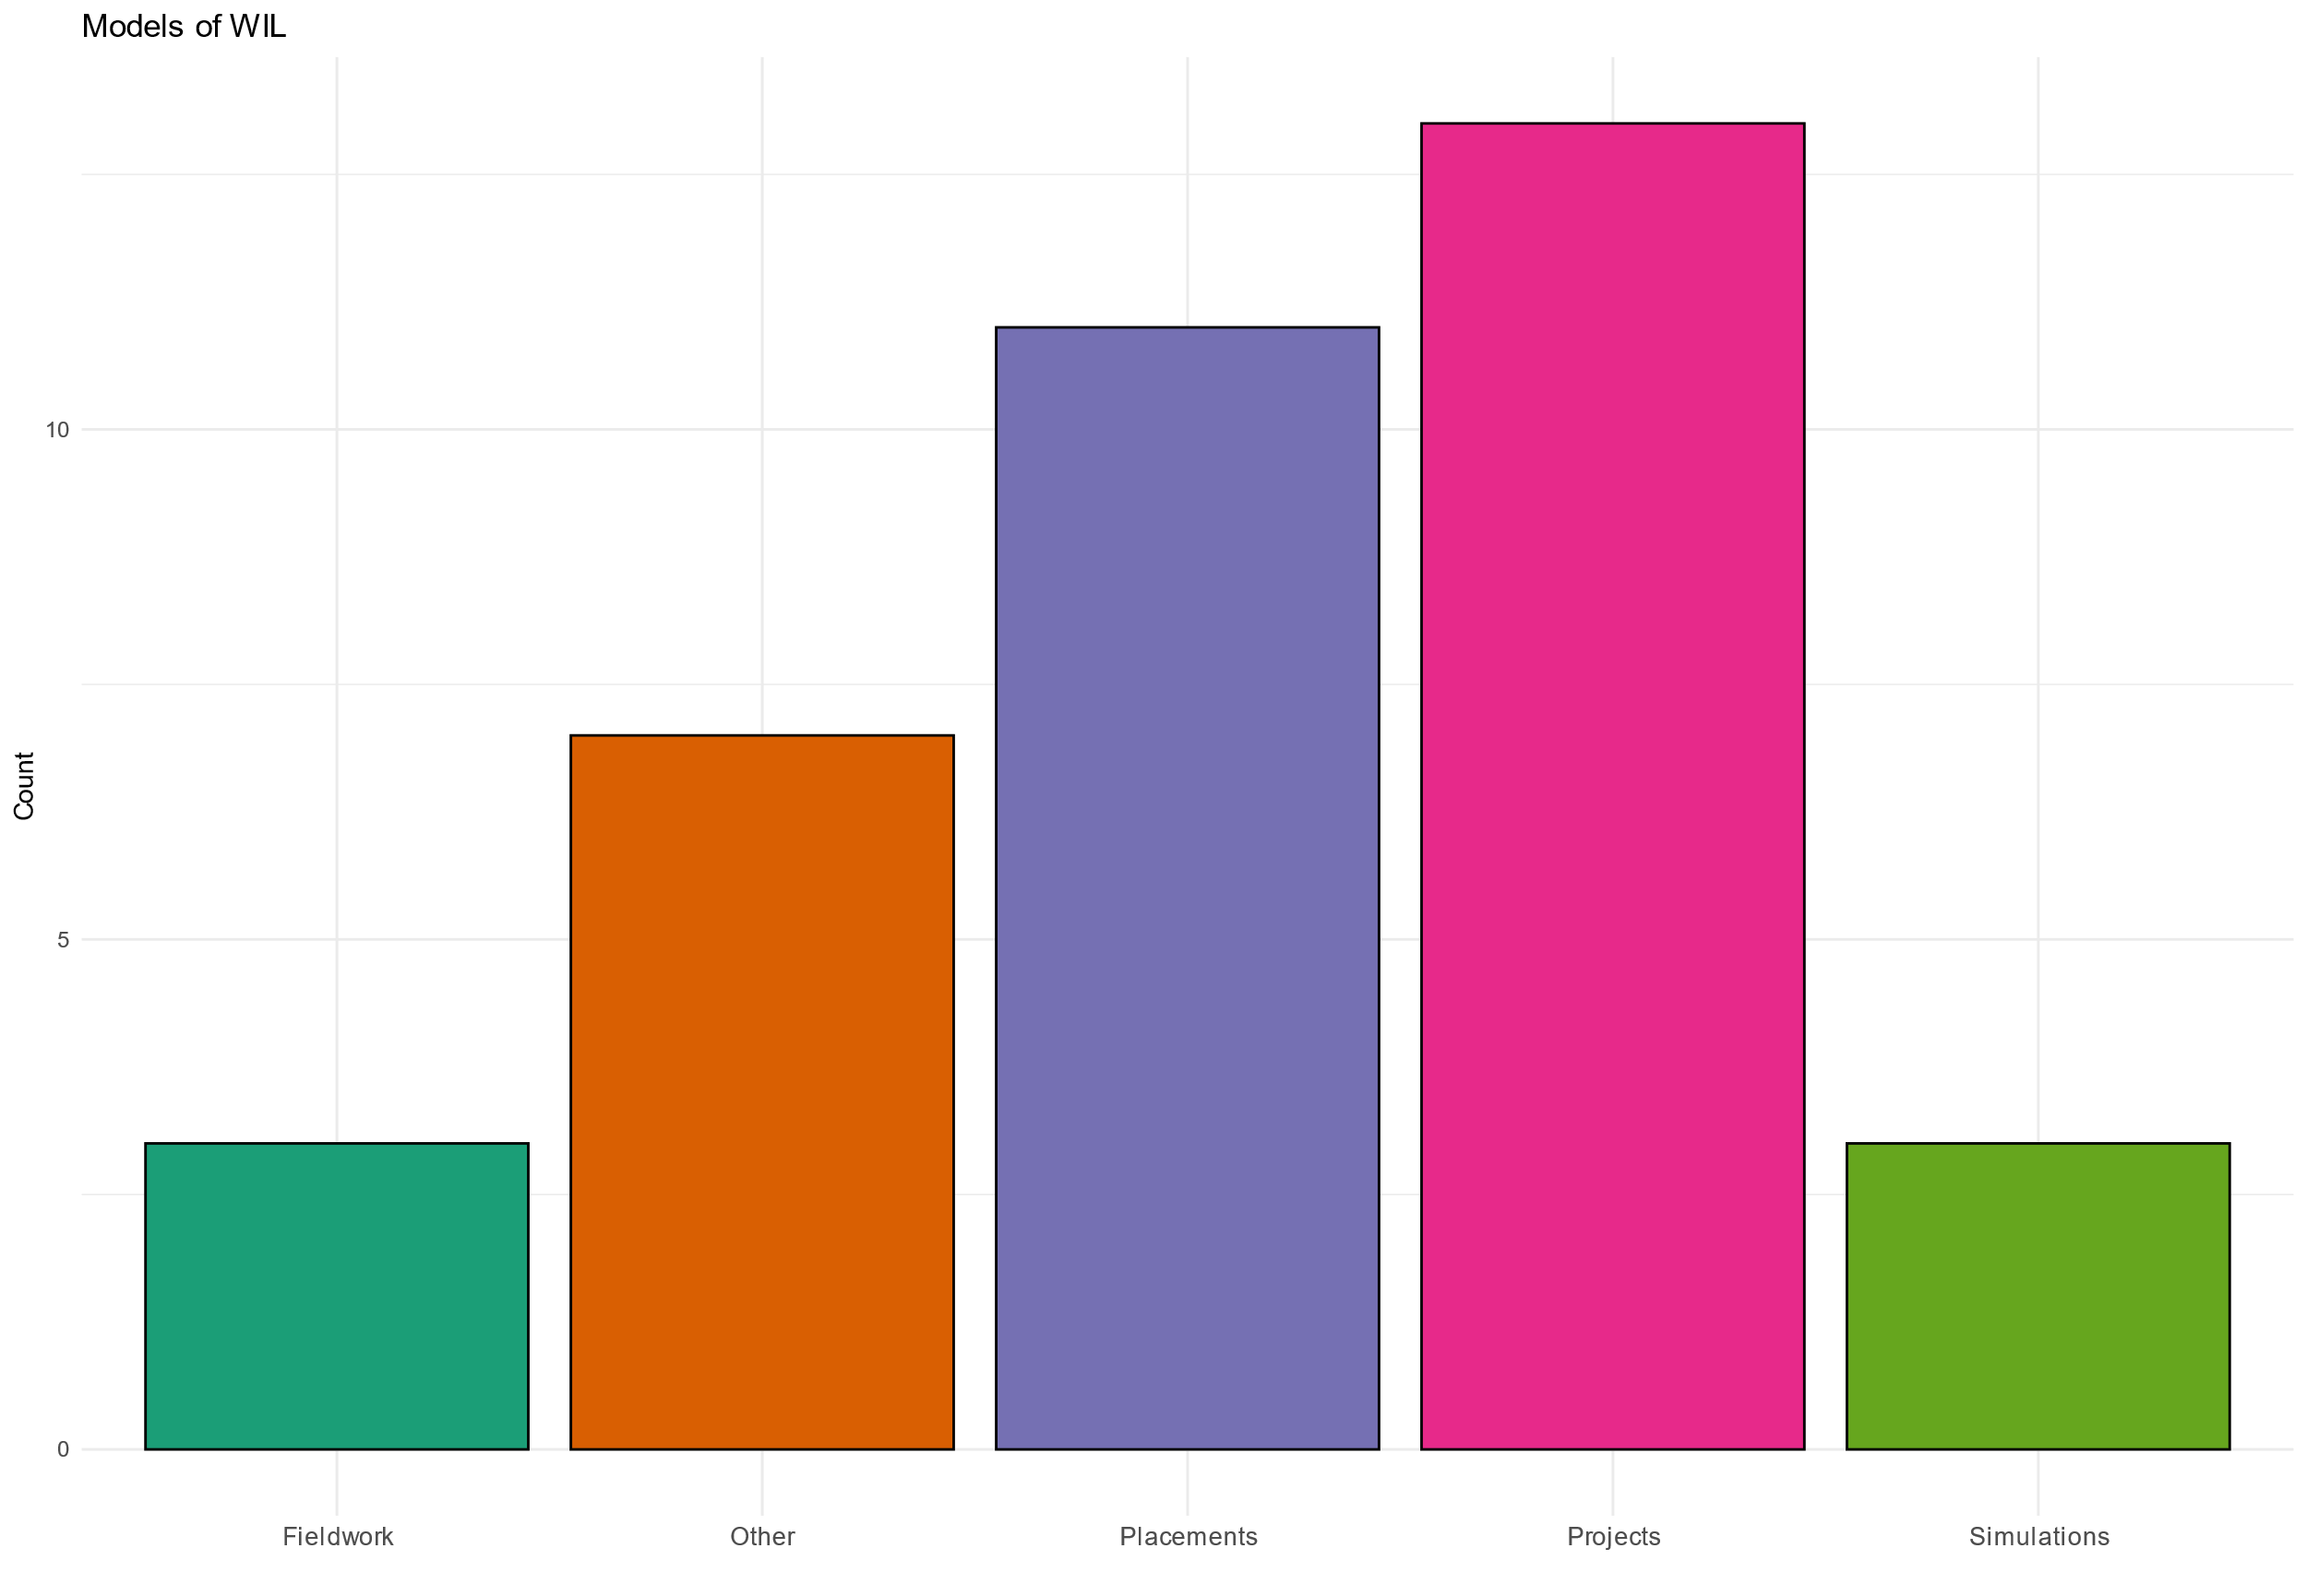 Models of WIL
Count
10
5
0
Fieldwork
Other
Placements
Projects
Simulations